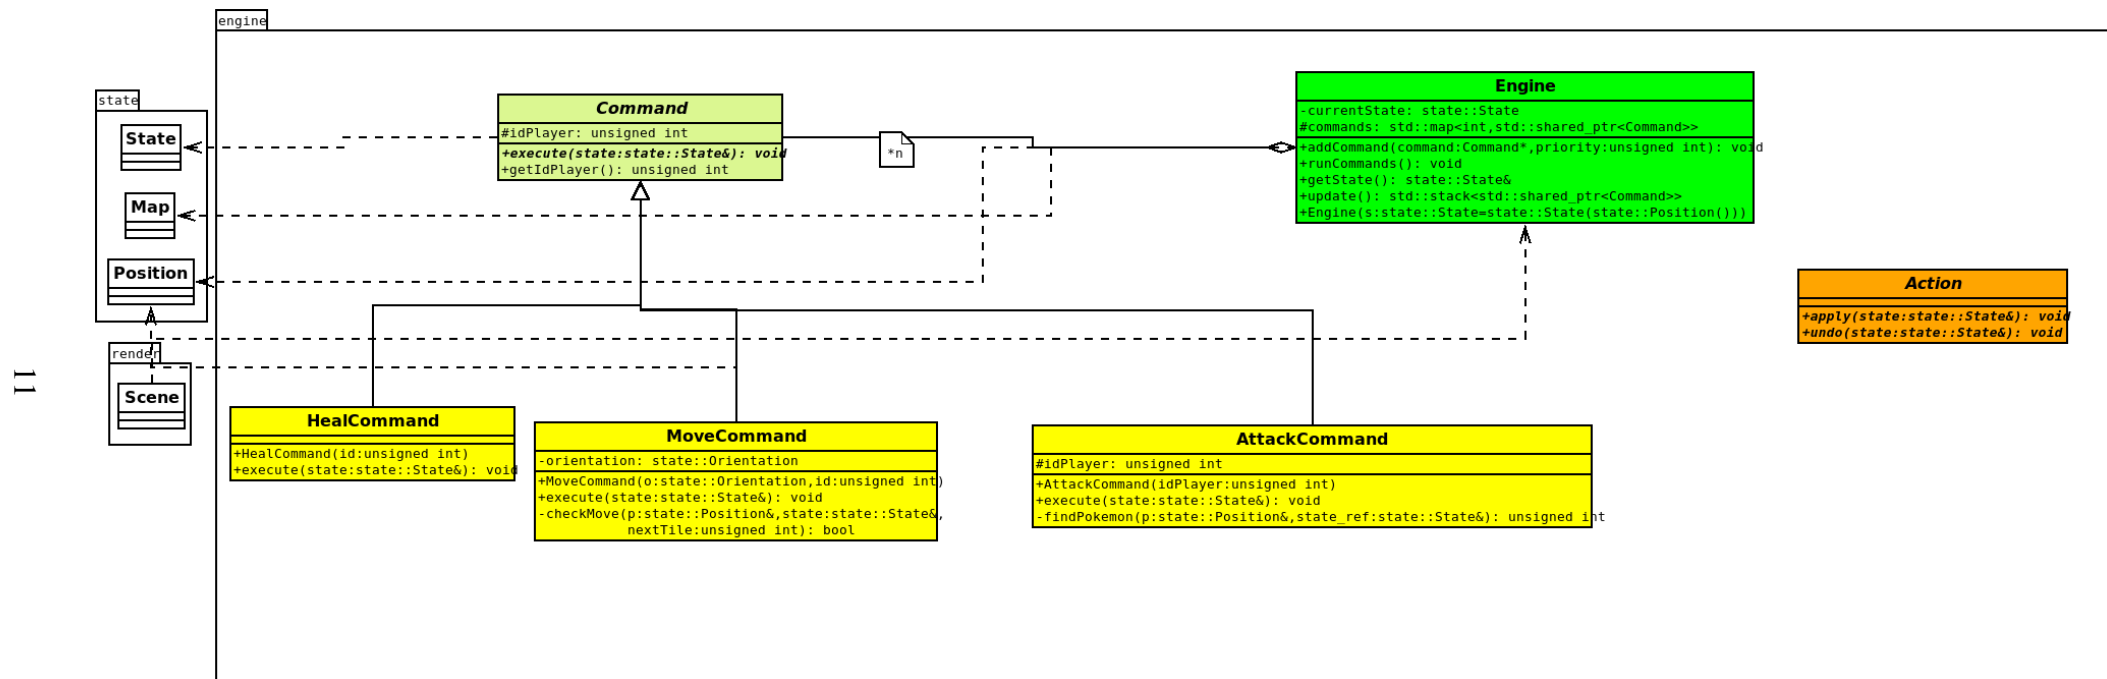 engine
state
State
Map
Position
render
Scene
11
Command
#idPlayer: unsigned int
+execute(state:state::State&): void
+getIdPlayer(): unsigned int
*n
Engine
-currentState: state::State
#commands: std::map<int,std::shared_ptr<Command>>
+addCommand(command:Command*,priority:unsigned int): void
+runCommands(): void
+getState(): state::State&
+update(): std::stack<std::shared_ptr<Command>>
+Engine(s:state::State=state::State(state::Position()))
Action
+apply(state:state::State&): void
+undo(state:state::State&): void
HealCommand
+HealCommand(id:unsigned int)
+execute(state:state::State&): void
MoveCommand
-orientation: state::Orientation
+MoveCommand(o:state::Orientation,id:unsigned int)
+execute(state:state::State&): void
-checkMove(p:state::Position&,state:state::State&,
nextTile:unsigned int): bool
AttackCommand
#idPlayer: unsigned int
+AttackCommand(idPlayer:unsigned int)
+execute(state:state::State&): void
-findPokemon(p:state::Position&,state_ref:state::State&): unsigned int